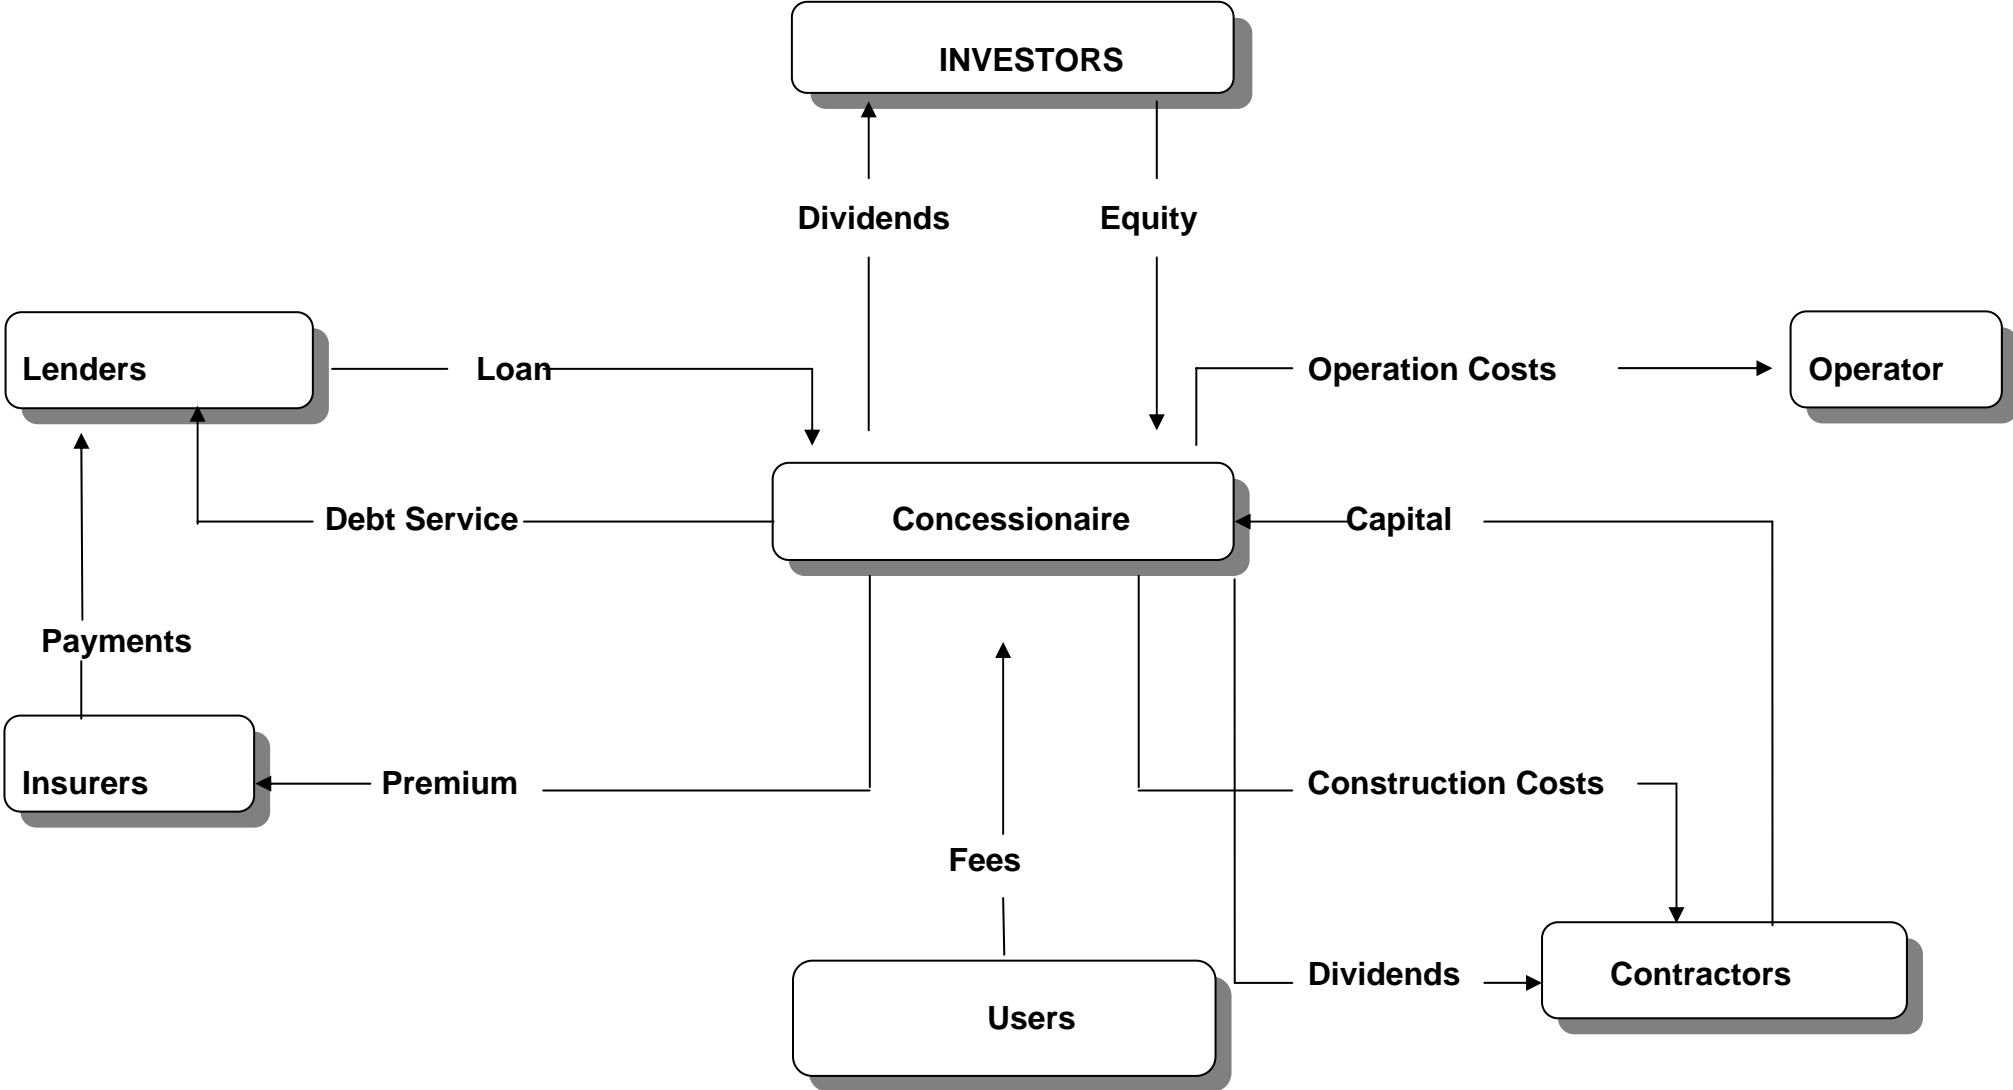 INVESTORS
Dividends
Equity
Lenders
Loan
Operation Costs
Operator
Debt Service
Concessionaire
Capital
Payments
Insurers
Premium
Construction Costs
Fees
Dividends
Contractors
Users